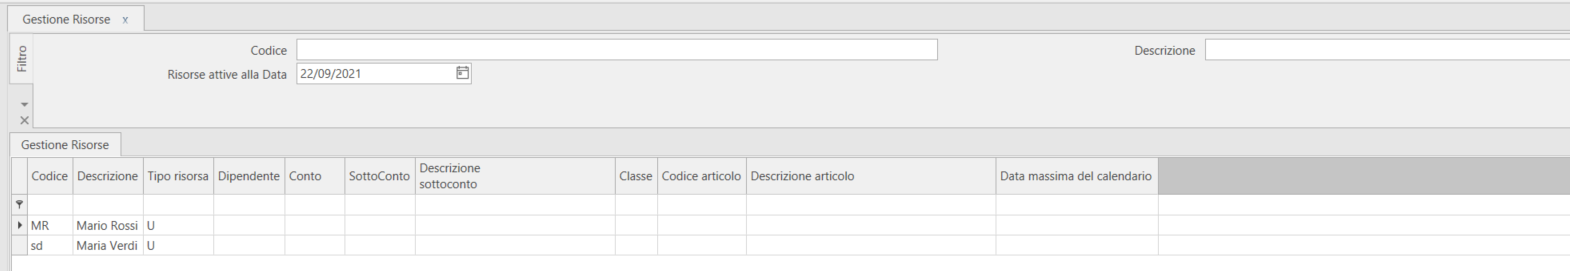 Gestione Risorse x
Filtro
Codice
Descrizione
Risorse attive alla Data 22/09/2021
Gestione Risorse
Codice Descrizione Tipo risorsa Dipendente Conto SottoConto Descrizione sottoconto Classe Codice articolo Descrizione articolo Data massima del calendario
MR Mario Rossi U
sd Maria Verdi U